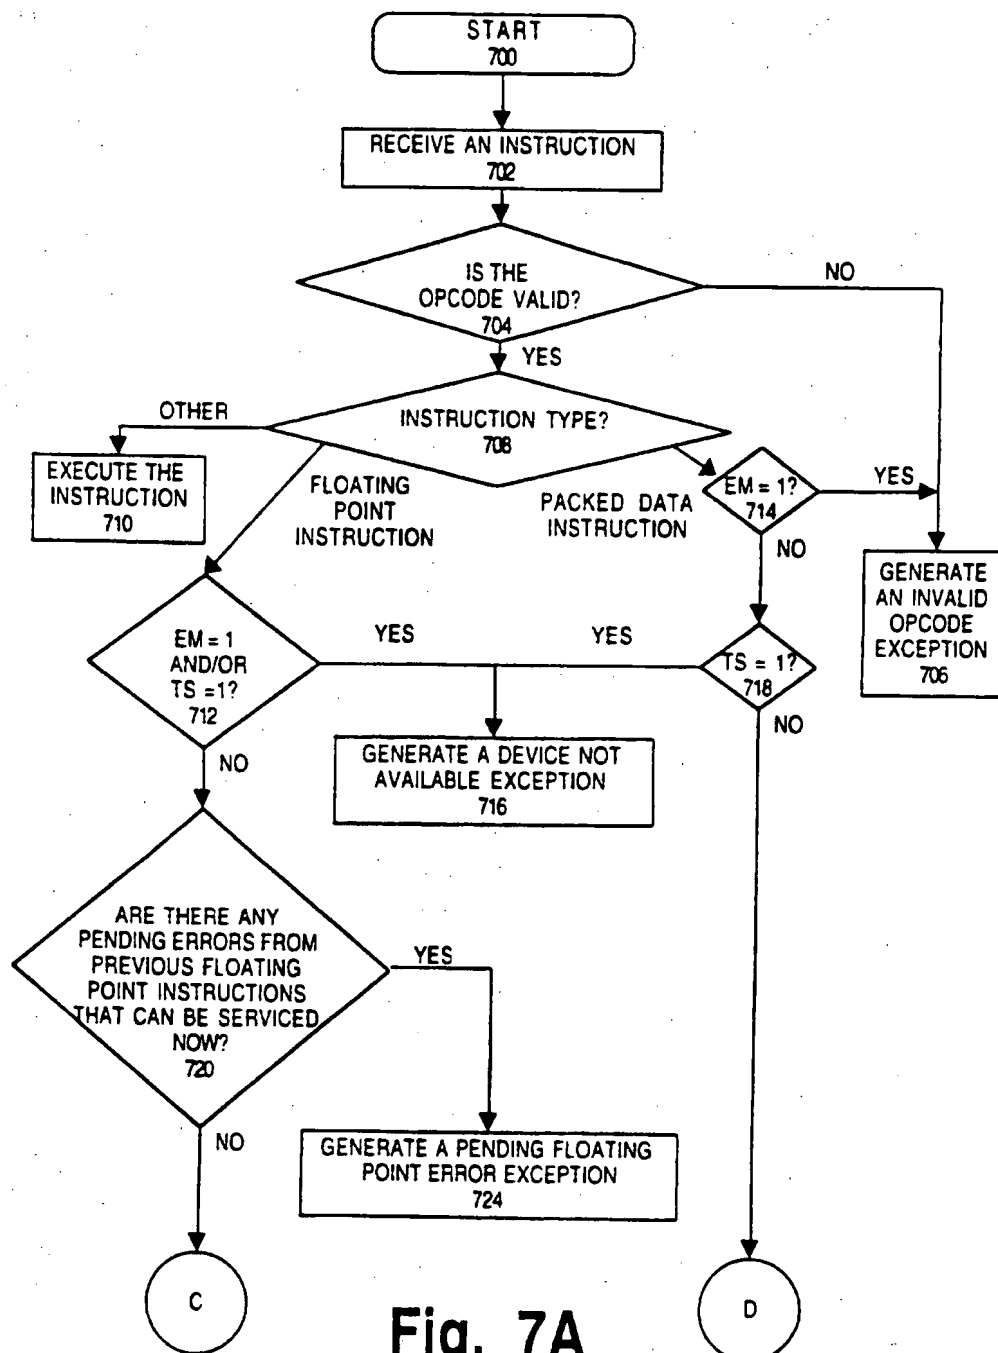 START
700
RECEIVE AN INSTRUCTION
702
IS THE
OPCODE VALID?
704
NO
YES
INSTRUCTION TYPE?
708
OTHER
EXECUTE THE
INSTRUCTION
710
FLOATING
POINT
INSTRUCTION
PACKED DATA
INSTRUCTION
EM = 1?
714
YES
NO
GENERATE
AN INVALID
OPCODE
EXCEPTION
706
EM = 1
AND/OR
TS =1?
712
YES
YES
TS = 1?
718
NO
NO
GENERATE A DEVICE NOT
AVAILABLE EXCEPTION
716
ARE THERE ANY
PENDING ERRORS FROM
PREVIOUS FLOATING
POINT INSTRUCTIONS
THAT CAN BE SERVICED
NOW?
720
YES
NO
GENERATE A PENDING FLOATING
POINT ERROR EXCEPTION
724
C
D
Fig. 7A